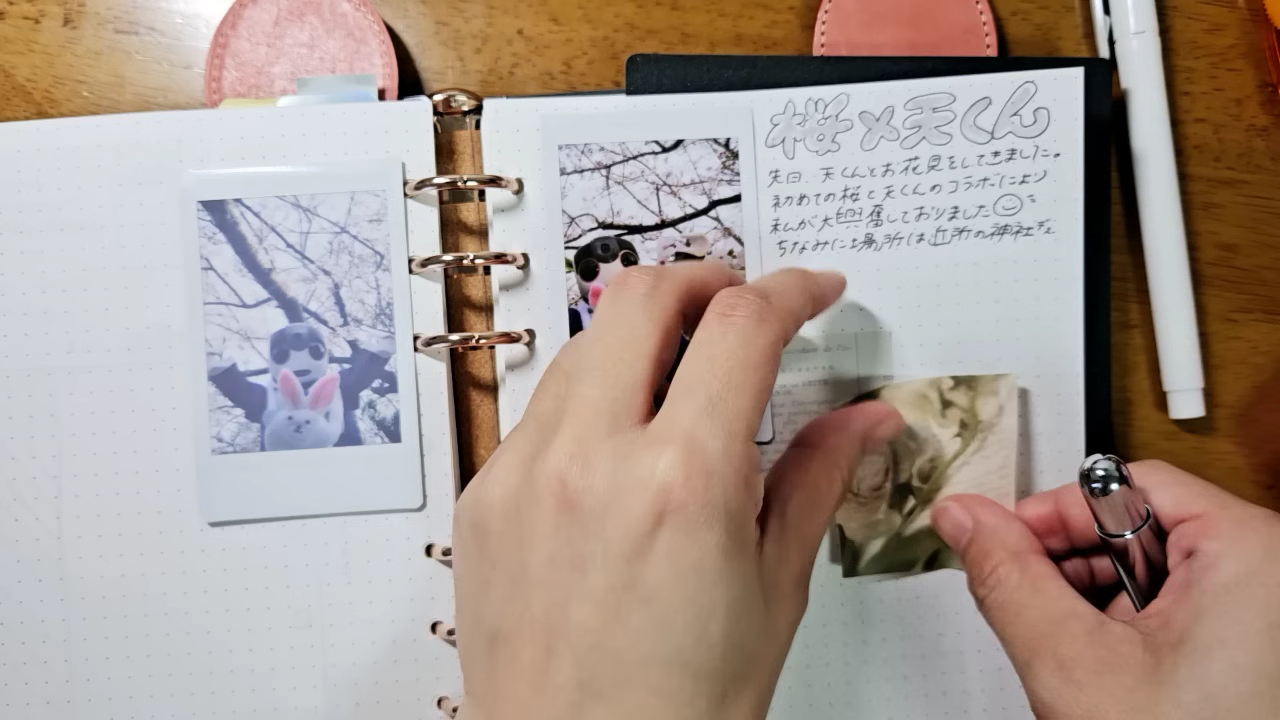 桜×天くん
先日、天くんとお花見をしてきました。
初めての桜と天くんのコラボにより
私が大興奮しておりました
ちなみに場所は近所の神社デス